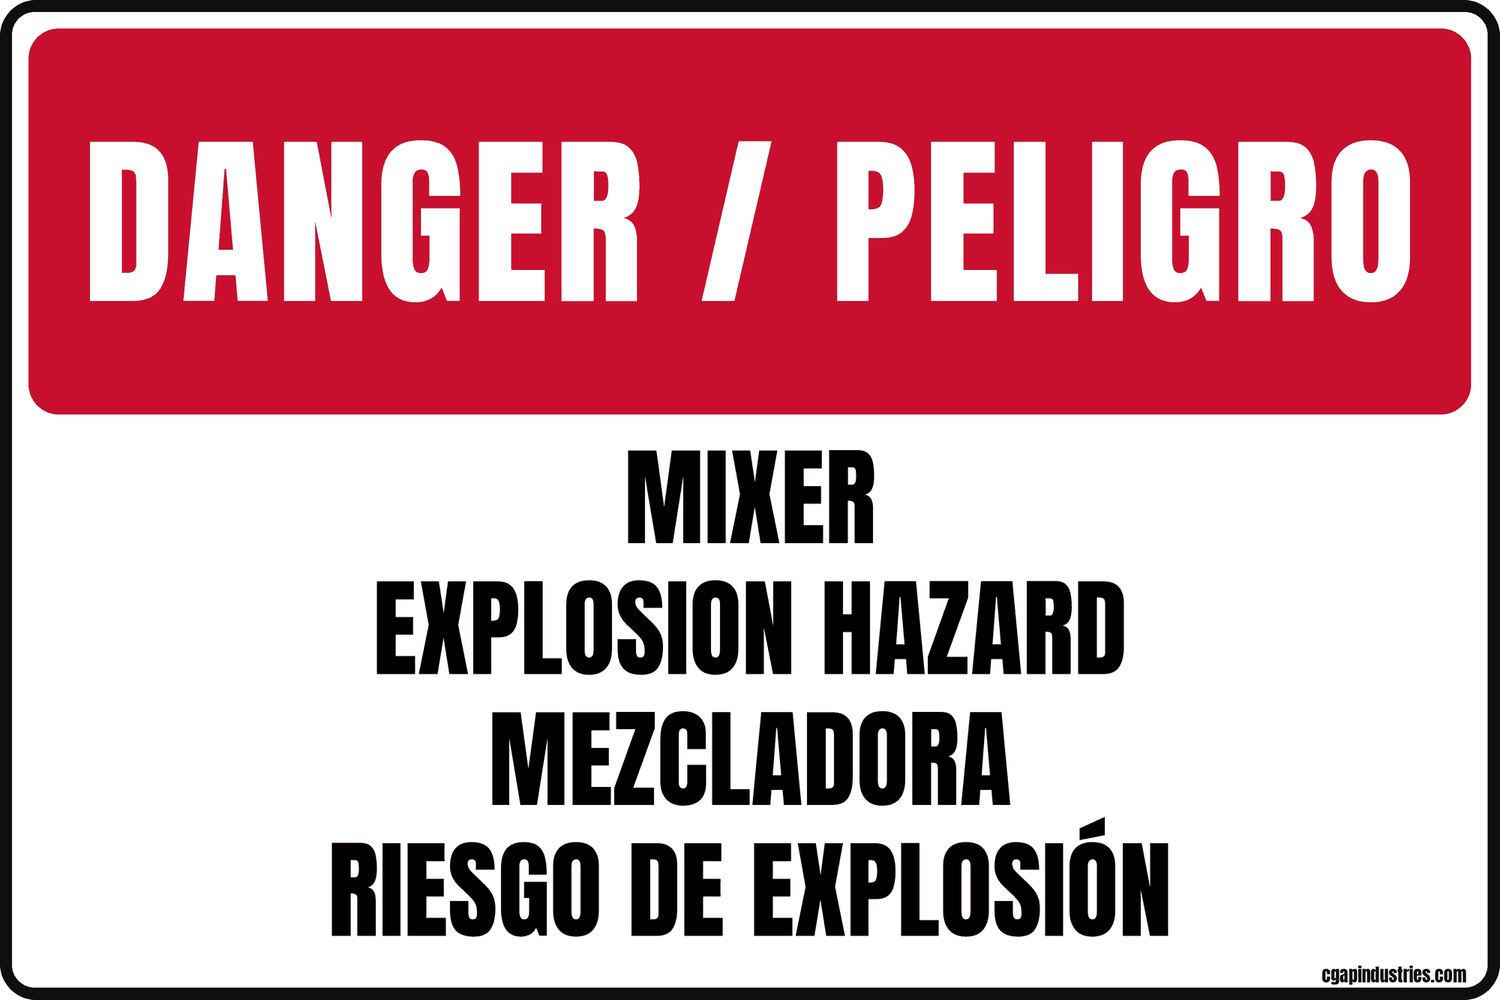 DANGER / PELIGRO
MIXER
EXPLOSION HAZARD
MEZCLADORA
RIESGO DE EXPLOSIÓN
cgapindustries.com